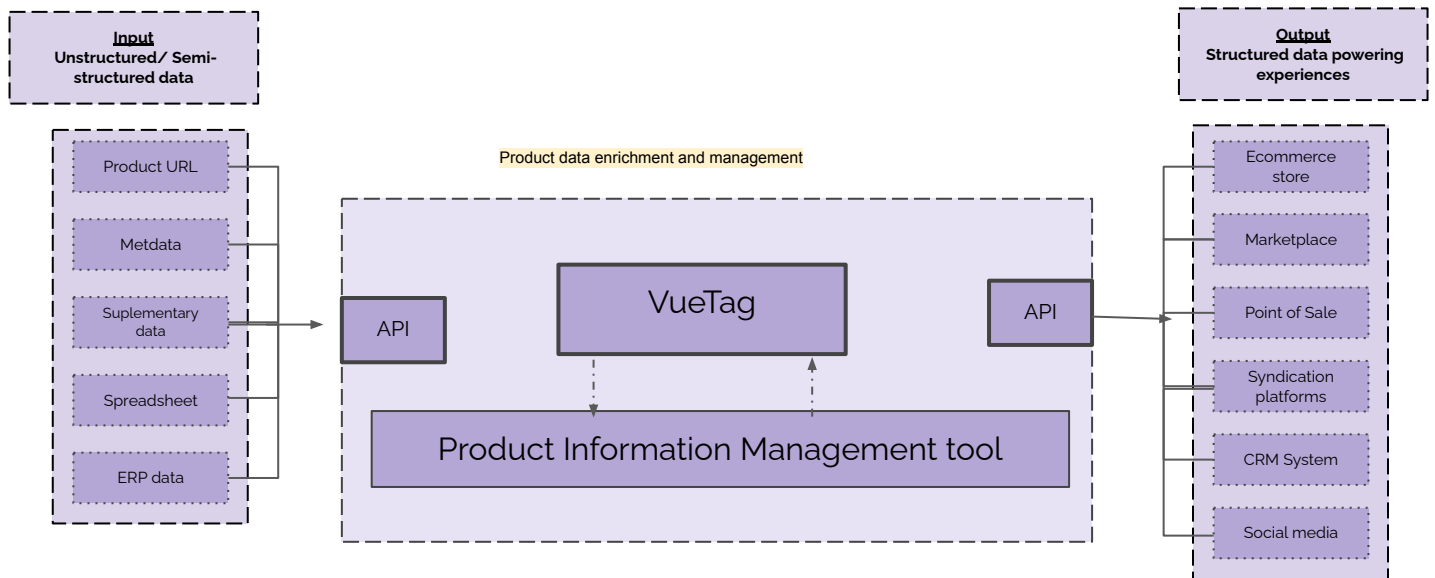 Input
Unstructured/ Semi-
structured data
Product URL
Metdata
Suplementary
data
Spreadsheet
ERP data
Product data enrichment and management
API
VueTag
API
Product Information Management tool
Output
Structured data powering
experiences
Ecommerce
store
Marketplace
Point of Sale
Syndication
platforms
CRM System
Social media